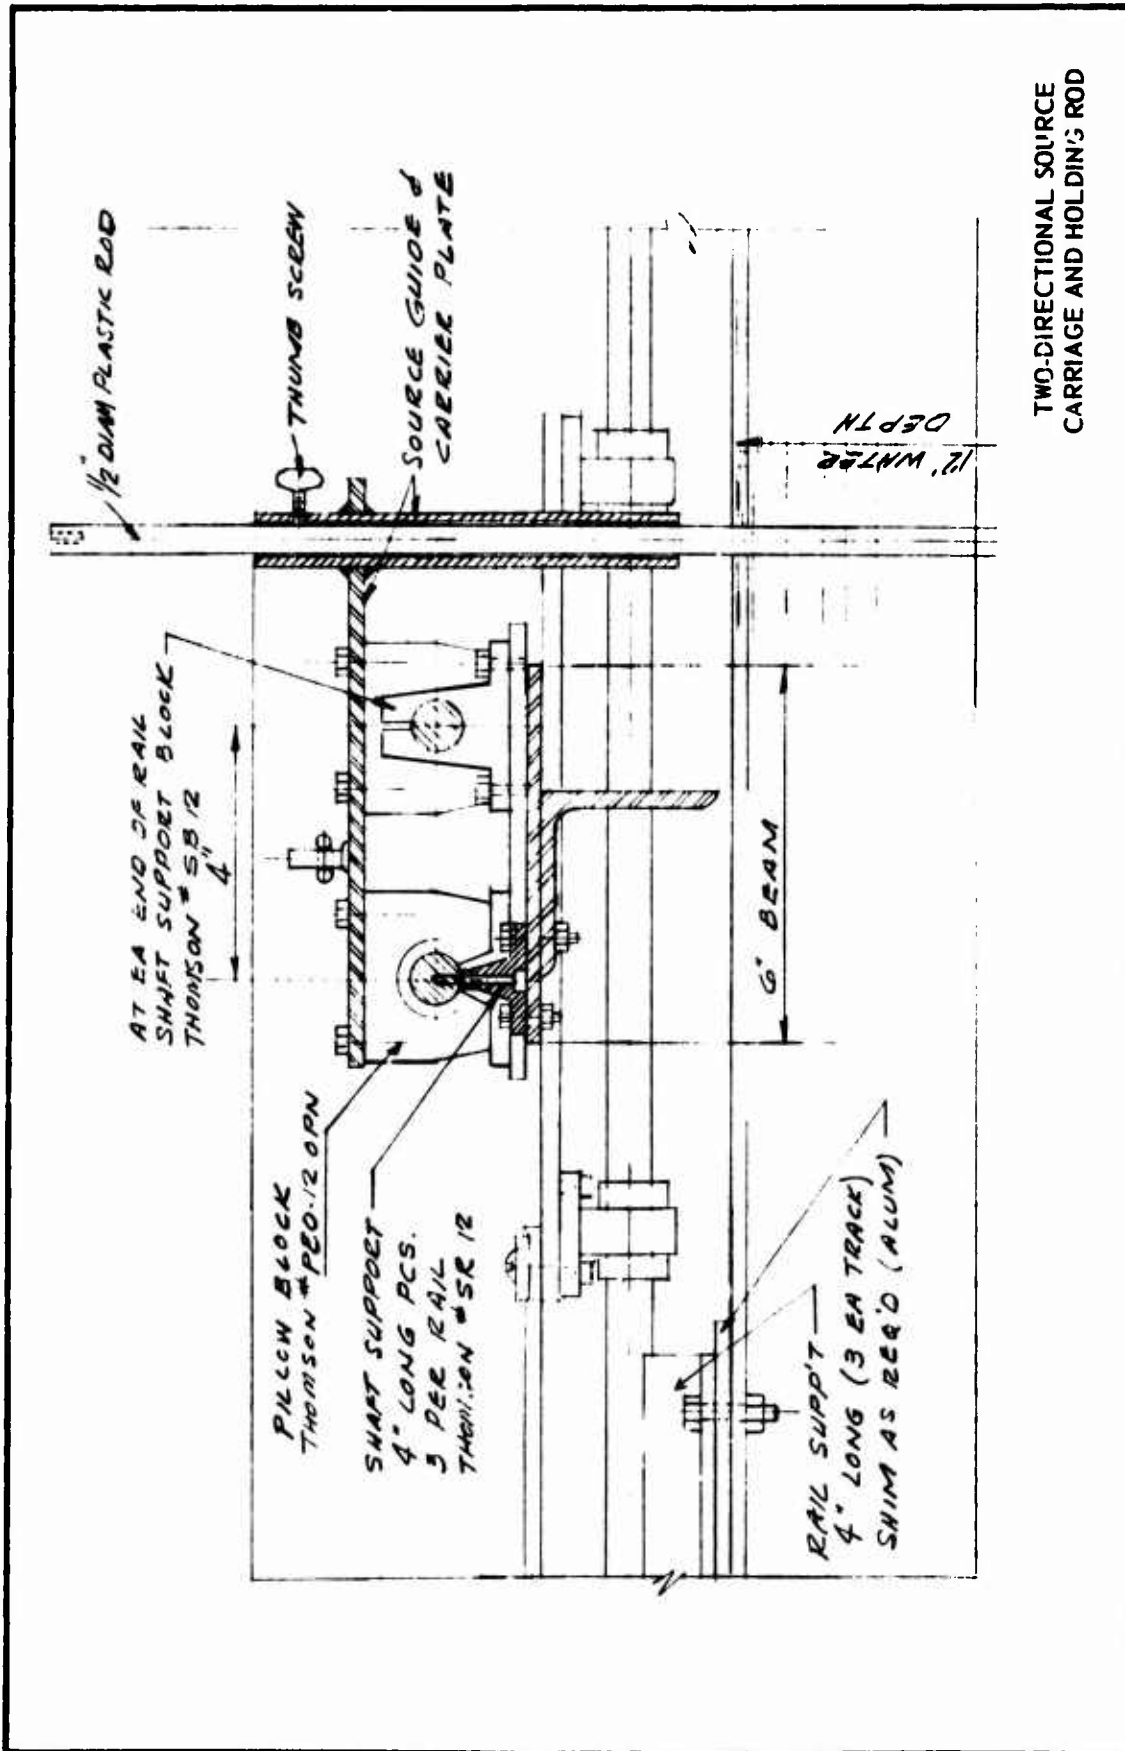 1/2" DIAM PLASTIC ROD
THUMB SCREW
SOURCE GUIDE &
CARRIER PLATE
AT EA END OF RAIL
SHAFT SUPPORT BLOCK
THOMSON # SB 12
4"
PILLOW BLOCK
THOMSON # PBO-12 OPN
SHAFT SUPPORT
4" LONG PCS.
3 PER RAIL
THOMSON # SR 12
6" BEAM
12' WATER
DEPTH
RAIL SUPP'T
4" LONG (3 EA TRACK)
SHIM AS REQ'D (ALUM)
TWO-DIRECTIONAL SOURCE
CARRIAGE AND HOLDING ROD